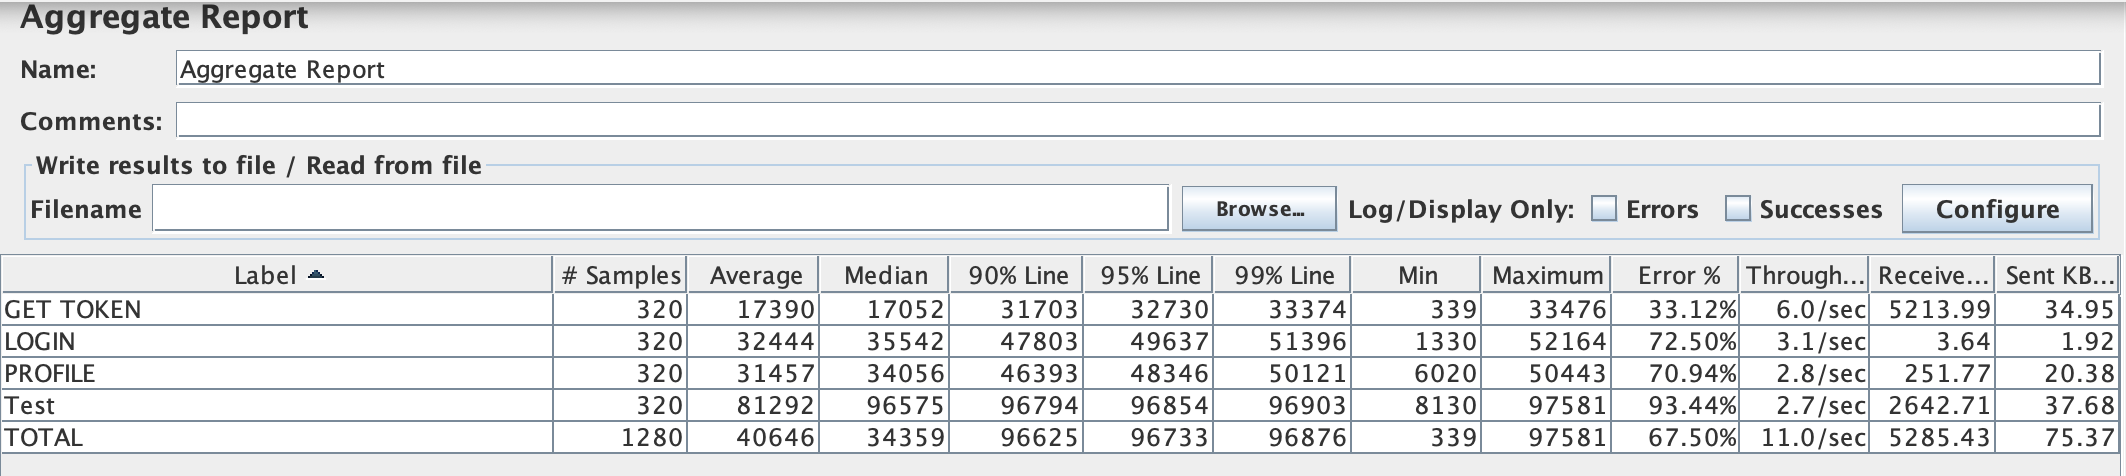 Aggregate Report
Name: Aggregate Report
Comments:
Write results to file / Read from file
Filename Browse... Log/Display Only: Errors Successes Configure
Label # Samples Average Median 90% Line 95% Line 99% Line Min Maximum Error % Through... Receive... Sent KB...
GET TOKEN 320 17390 17052 31703 32730 33374 339 33476 33.12% 6.0/sec 5213.99 34.95
LOGIN 320 32444 35542 47803 49637 51396 1330 52164 72.50% 3.1/sec 3.64 1.92
PROFILE 320 31457 34056 46393 48346 50121 6020 50443 70.94% 2.8/sec 251.77 20.38
Test 320 81292 96575 96794 96854 96903 8130 97581 93.44% 2.7/sec 2642.71 37.68
TOTAL 1280 40646 34359 96625 96733 96876 339 97581 67.50% 11.0/sec 5285.43 75.37